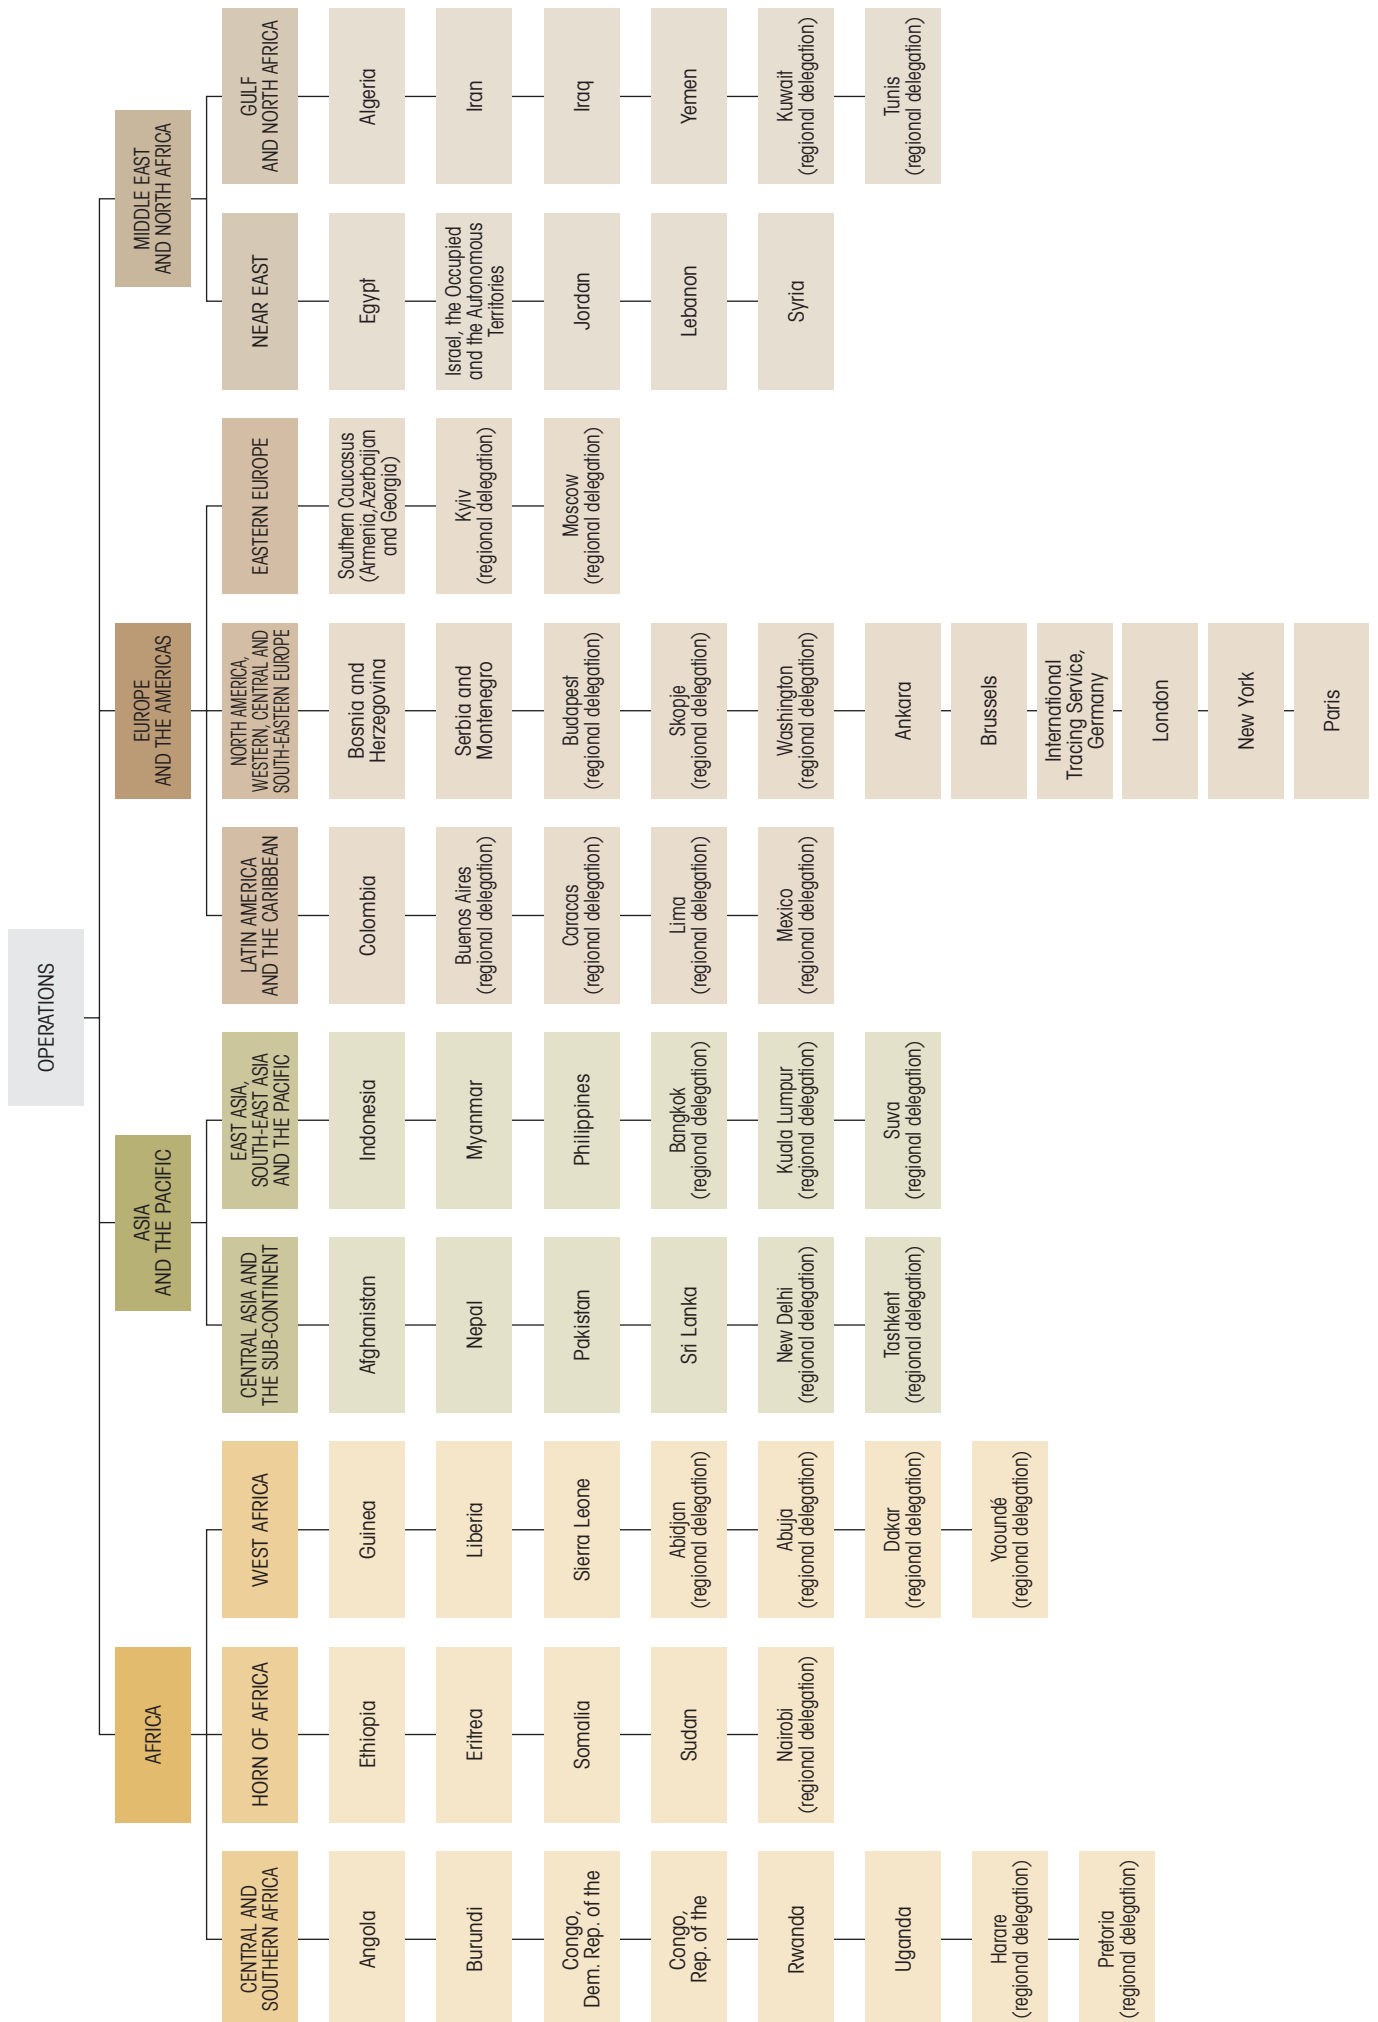 OPERATIONS
AFRICA
CENTRAL AND
SOUTHERN AFRICA
Angola
Burundi
Congo,
Dem. Rep. of the
Congo,
Rep. of the
Rwanda
Uganda
Harare
(regional delegation)
Pretoria
(regional delegation)
HORN OF AFRICA
Ethiopia
Eritrea
Somalia
Sudan
Nairobi
(regional delegation)
WEST AFRICA
Guinea
Liberia
Sierra Leone
Abidjan
(regional delegation)
Abuja
(regional delegation)
Dakar
(regional delegation)
Yaoundé
(regional delegation)
ASIA
AND THE PACIFIC
CENTRAL ASIA AND
THE SUB-CONTINENT
Afghanistan
Nepal
Pakistan
Sri Lanka
New Delhi
(regional delegation)
Tashkent
(regional delegation)
EAST ASIA,
SOUTH-EAST ASIA
AND THE PACIFIC
Indonesia
Myanmar
Philippines
Bangkok
(regional delegation)
Kuala Lumpur
(regional delegation)
Suva
(regional delegation)
EUROPE
AND THE AMERICAS
LATIN AMERICA
AND THE CARIBBEAN
Colombia
Buenos Aires
(regional delegation)
Caracas
(regional delegation)
Lima
(regional delegation)
Mexico
(regional delegation)
NORTH AMERICA,
WESTERN, CENTRAL AND
SOUTH-EASTERN EUROPE
Bosnia and
Herzegovina
Serbia and
Montenegro
Budapest
(regional delegation)
Skopje
(regional delegation)
Washington
(regional delegation)
Ankara
Brussels
International
Tracing Service,
Germany
London
New York
Paris
EASTERN EUROPE
Southern Caucasus
(Armenia,Azerbaijan
and Georgia)
Kyiv
(regional delegation)
Moscow
(regional delegation)
MIDDLE EAST
AND NORTH AFRICA
NEAR EAST
Egypt
Israel, the Occupied
and the Autonomous
Territories
Jordan
Lebanon
Syria
GULF
AND NORTH AFRICA
Algeria
Iran
Iraq
Yemen
Kuwait
(regional delegation)
Tunis
(regional delegation)